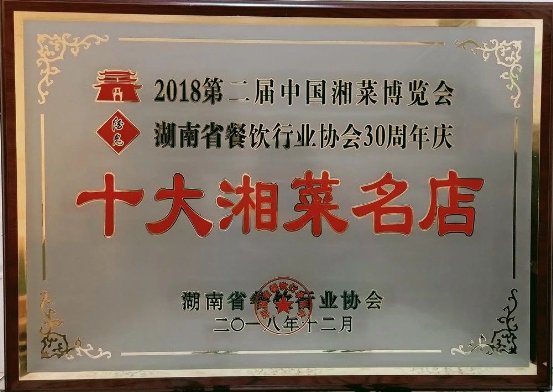 2018第二届中国湘菜博览会
湖南省餐饮行业协会30周年庆
十大湘菜名店
湖南省餐饮行业协会
二〇一八年十二月